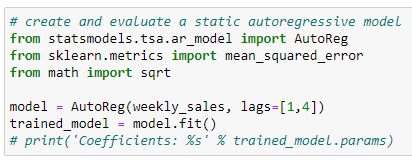 # create and evaluate a static autoregressive model
from statsmodels.tsa.ar_model import AutoReg
from sklearn.metrics import mean_squared_error
from math import sqrt

model = AutoReg(weekly_sales, lags=[1,4])
trained_model = model.fit()
# print('Coefficients: %s' % trained_model.params)